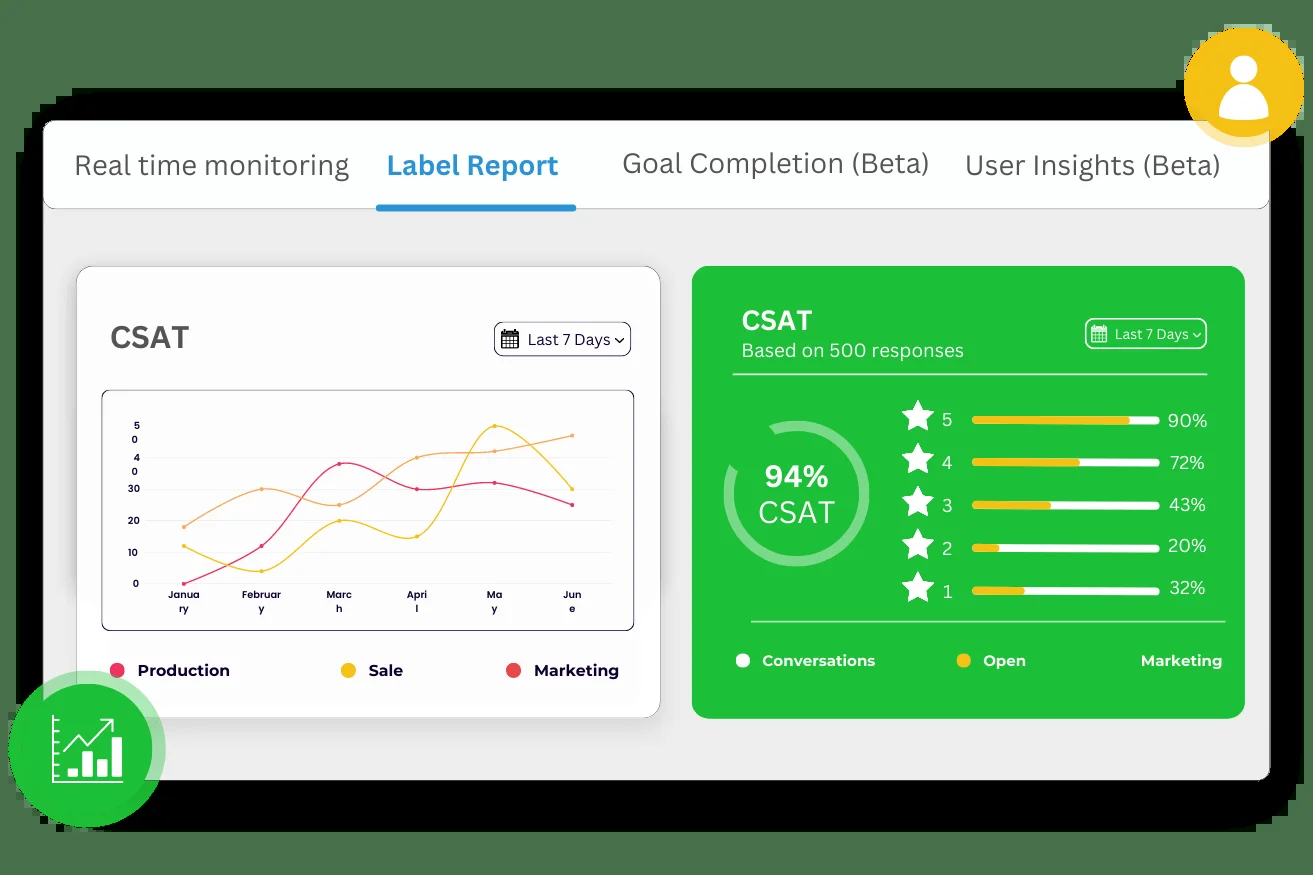 Real time monitoring
Label Report
Goal Completion (Beta)
User Insights (Beta)
CSAT
Last 7 Days
5
0
4
0
30
20
10
0
Janua
ry
Februar
y
Marc
h
Apri
l
Ma
y
Jun
e
Production
Sale
Marketing
CSAT
Based on 500 responses
Last 7 Days
94%
CSAT
5 90%
4 72%
3 43%
2 20%
1 32%
Conversations
Open
Marketing